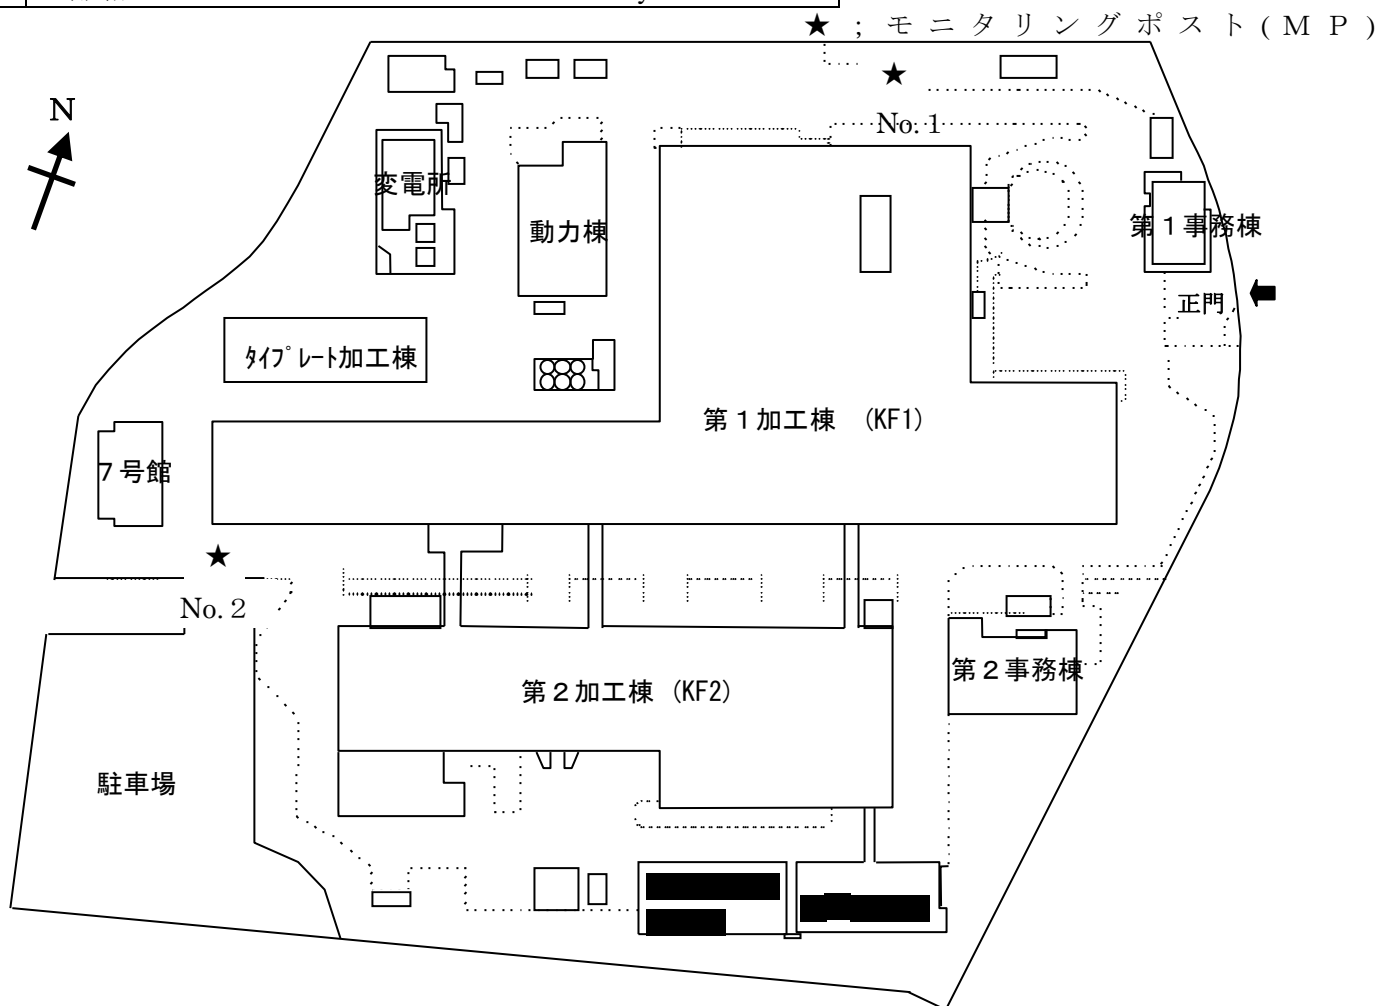 ★；モニタリングポスト(ＭＰ)
N
No.1
変電所
動力棟
第１事務棟
正門
ﾀｲﾌﾟﾚｰﾄ加工棟
第１加工棟 (KF1)
７号館
No.2
第２事務棟
第２加工棟 (KF2)
駐車場